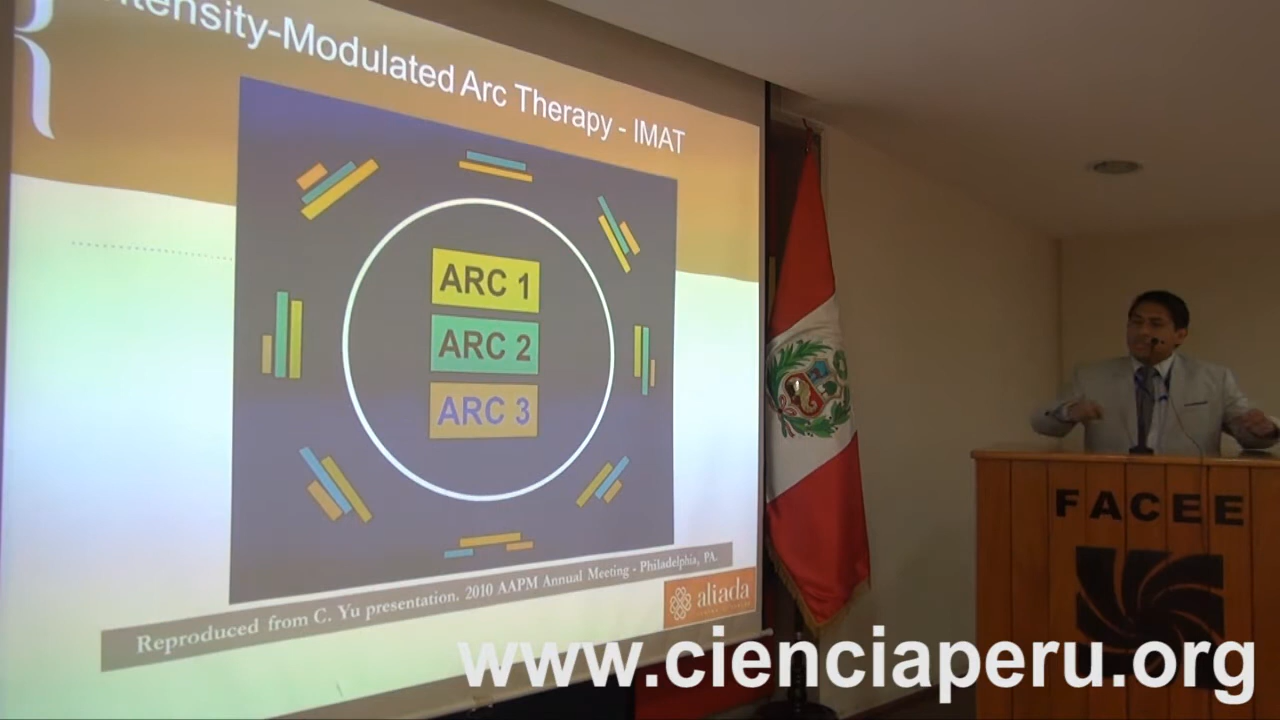 ntensity-Modulated Arc Therapy - IMAT
ARC 1
ARC 2
ARC 3
Reproduced from C. Yu presentation. 2010 AAPM Annual Meeting - Philadelphia, PA.
aliada
FACEE
www.cienciaperu.org